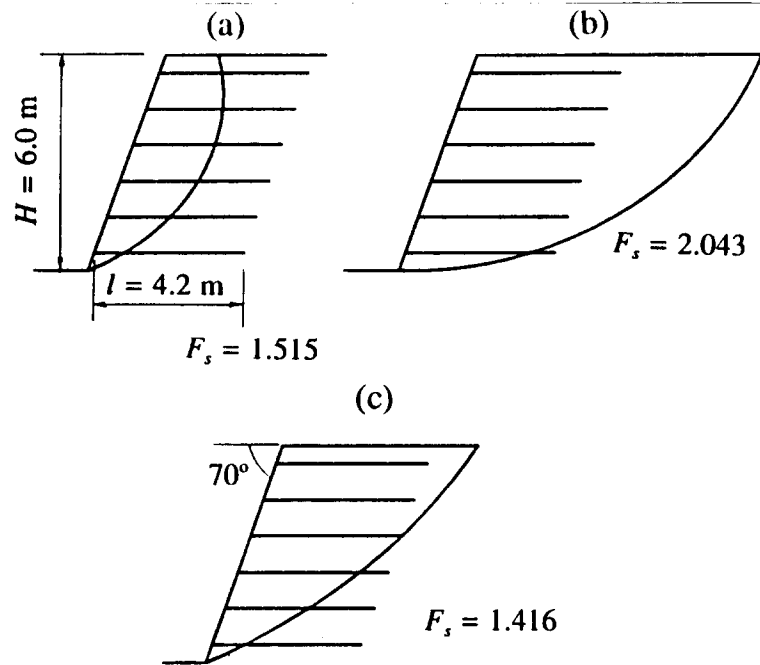 (a)
(b)
H = 6.0 m
l = 4.2 m
F_s = 1.515
F_s = 2.043
(c)
70°
F_s = 1.416